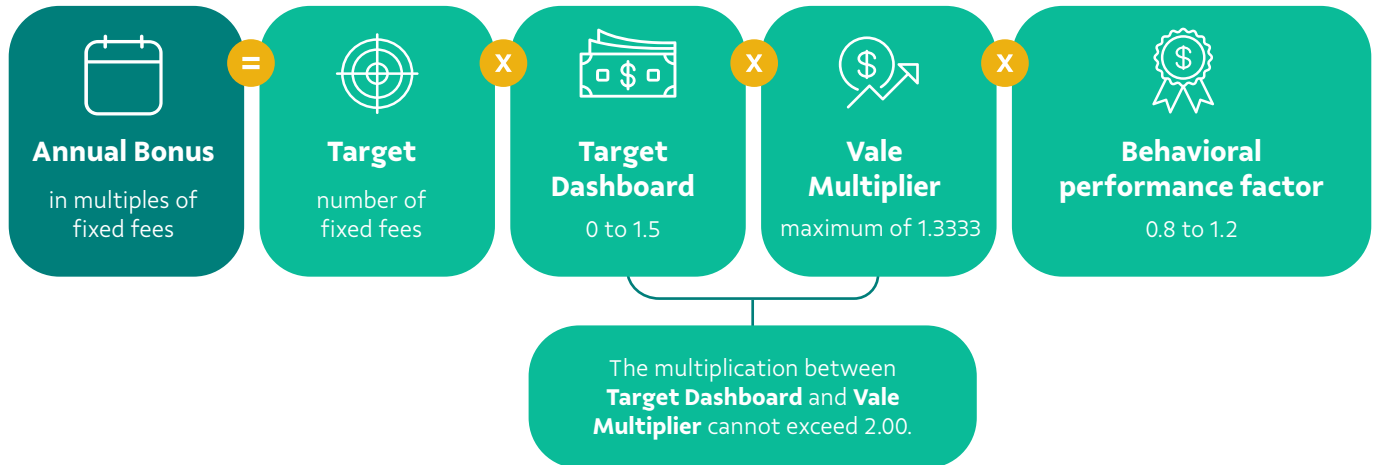 Annual Bonus
in multiples of
fixed fees
=
Target
number of
fixed fees
X
$
Target
Dashboard
0 to 1.5
X
$
Vale
Multiplier
maximum of 1.3333
X
$
Behavioral
performance factor
0.8 to 1.2
The multiplication between
Target Dashboard and Vale
Multiplier cannot exceed 2.00.